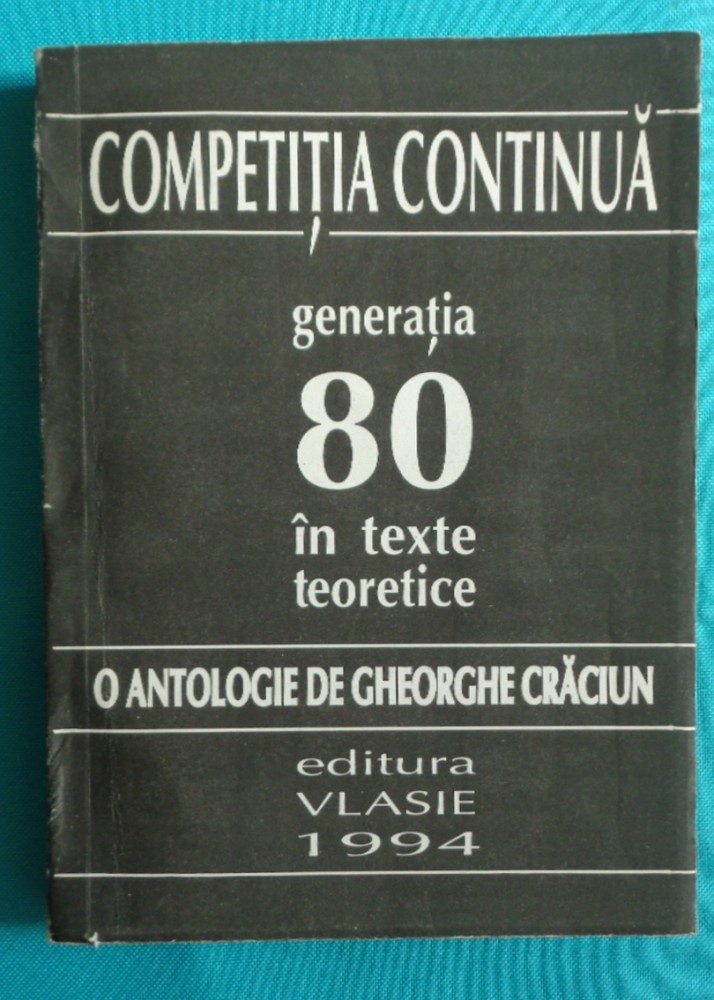 COMPETIȚIA CONTINUĂ
generația
80
în texte
teoretice
O ANTOLOGIE DE GHEORGHE CRĂCIUN
editura
VLASIE
1994